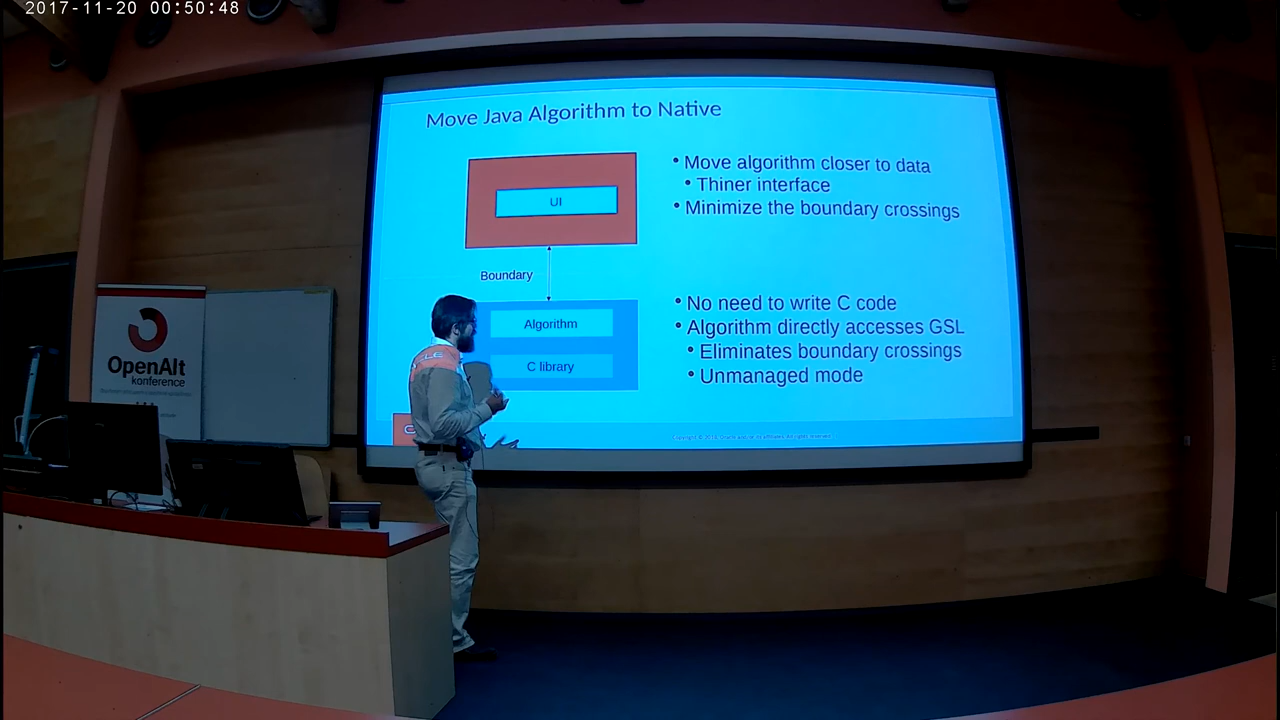 2017-11-20 00:50:48
Move Java Algorithm to Native
UI
Boundary
Algorithm
C library
• Move algorithm closer to data
• Thiner interface
• Minimize the boundary crossings
• No need to write C code
• Algorithm directly accesses GSL
• Eliminates boundary crossings
• Unmanaged mode
OpenAlt
konference
CLE